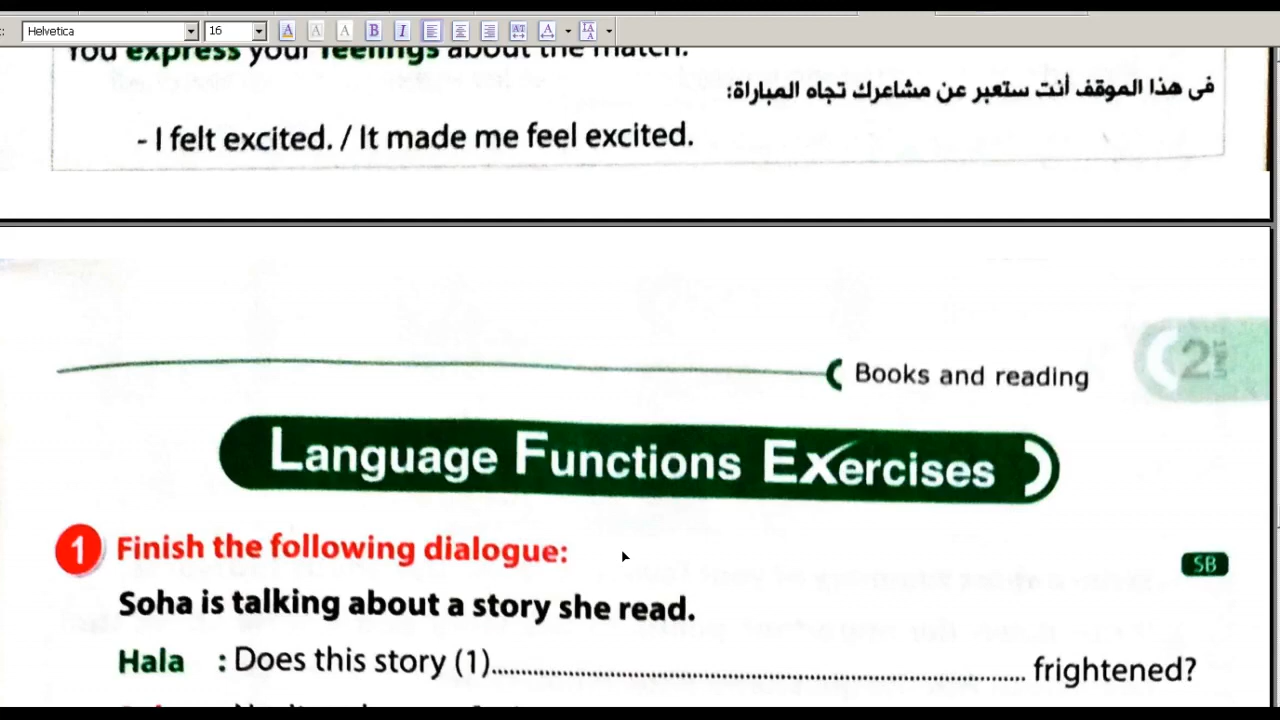 Helvetica 16
You express your feelings about the match.
فى هذا الموقف أنت ستعبر عن مشاعرك تجاه المباراة:
- I felt excited. / It made me feel excited.
Books and reading
2
Language Functions Exercises
1 Finish the following dialogue:
SB
Soha is talking about a story she read.
Hala : Does this story (1)........................................ frightened?